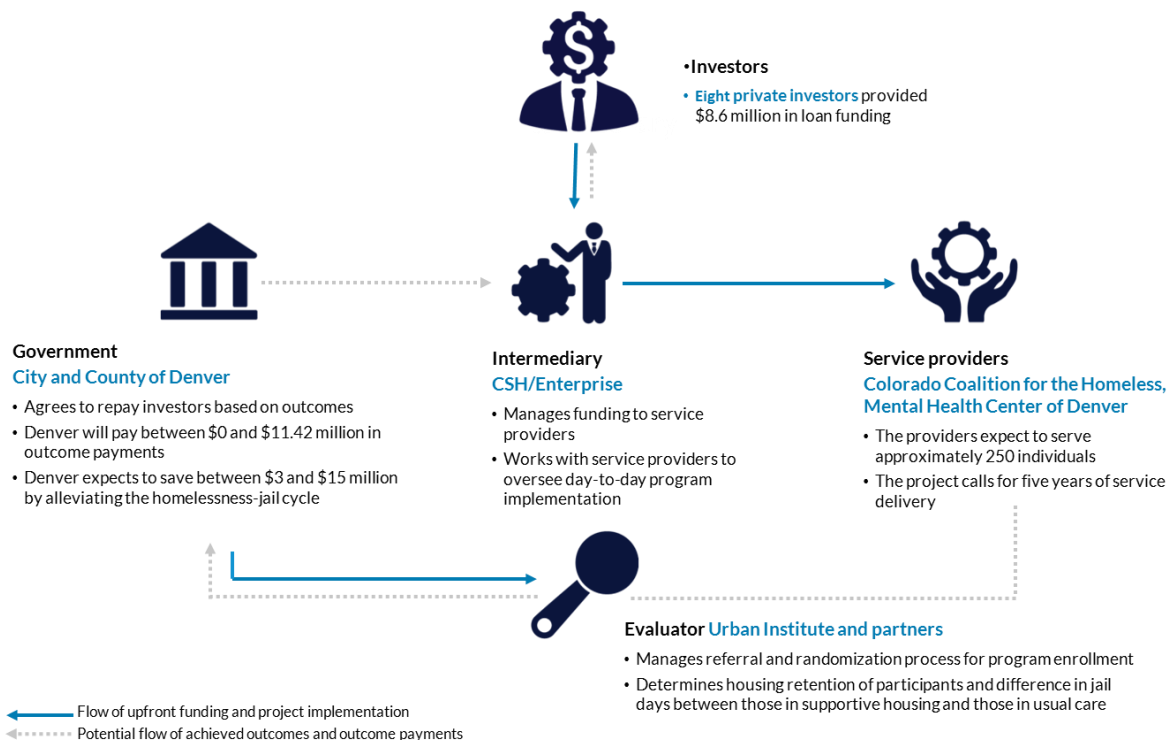 $
•Investors
• Eight private investors provided
$8.6 million in loan funding
Government
City and County of Denver
• Agrees to repay investors based on outcomes
• Denver will pay between $0 and $11.42 million in
outcome payments
• Denver expects to save between $3 and $15 million
by alleviating the homelessness-jail cycle
Intermediary
CSH/Enterprise
• Manages funding to service
providers
• Works with service providers to
oversee day-to-day program
implementation
Service providers
Colorado Coalition for the Homeless,
Mental Health Center of Denver
• The providers expect to serve
approximately 250 individuals
• The project calls for five years of service
delivery
Evaluator Urban Institute and partners
• Manages referral and randomization process for program enrollment
• Determines housing retention of participants and difference in jail
days between those in supportive housing and those in usual care
Flow of upfront funding and project implementation
Potential flow of achieved outcomes and outcome payments